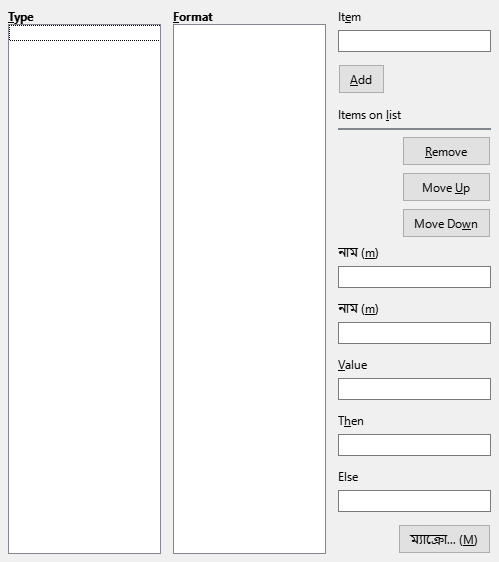 Type
Format
Item
Add
Items on list
Remove
Move Up
Move Down
নাম (m)
নাম (m)
Value
Then
Else
ম্যাক্রো... (M)